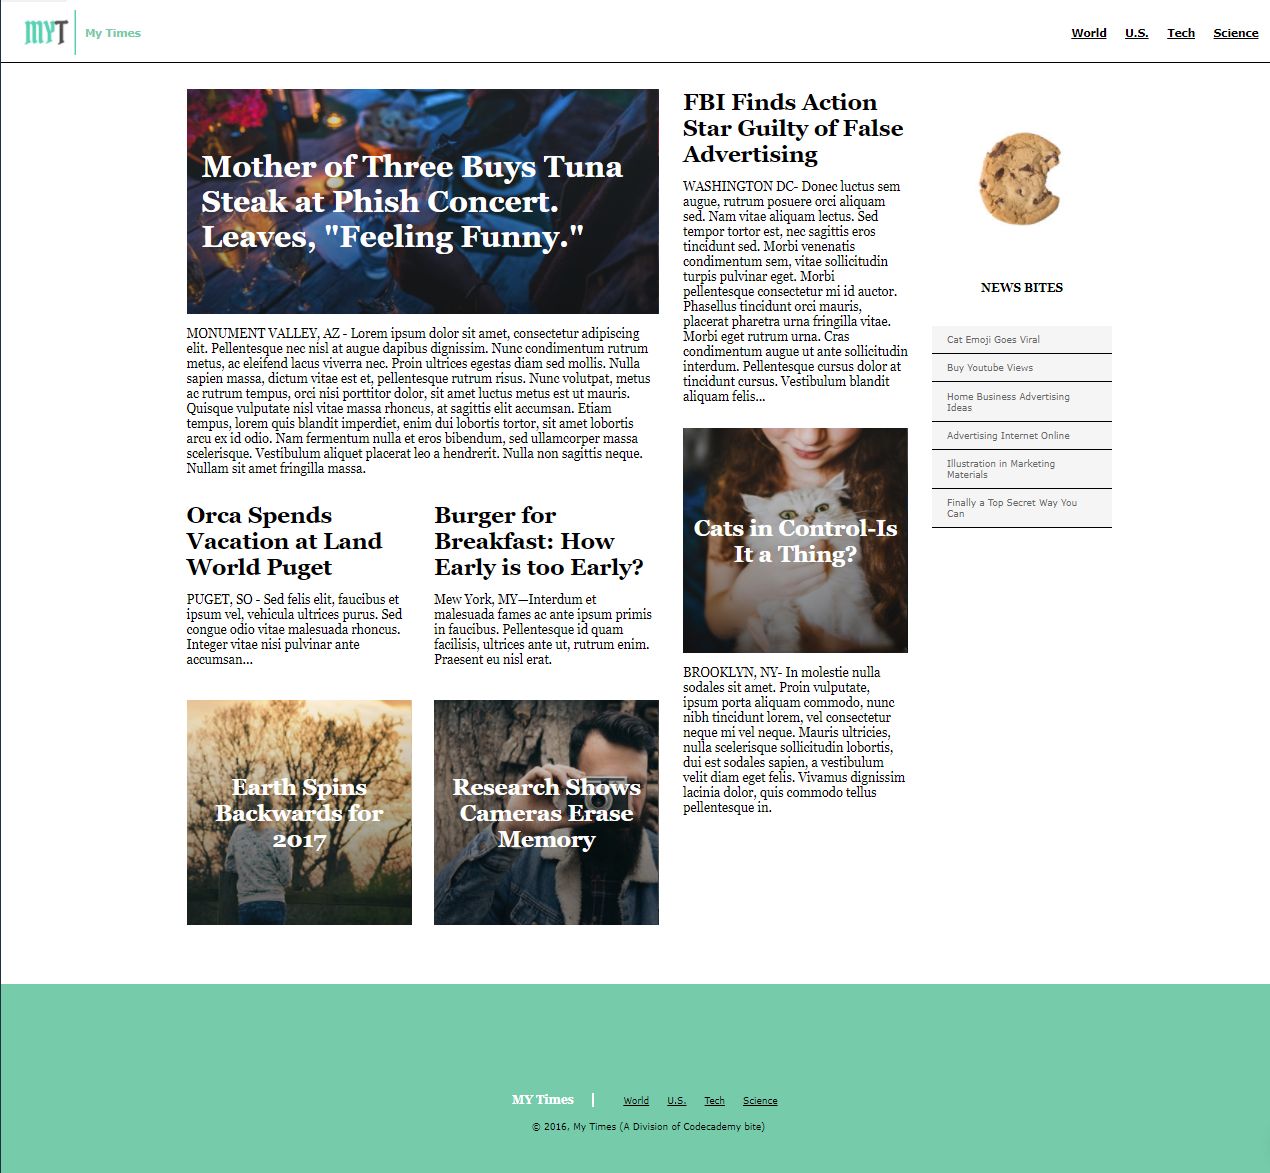 MYT
My Times
World U.S. Tech Science
Mother of Three Buys Tuna
Steak at Phish Concert.
Leaves, "Feeling Funny."
MONUMENT VALLEY, AZ - Lorem ipsum dolor sit amet, consectetur adipiscing
elit. Pellentesque nec nisl at augue dapibus dignissim. Nunc condimentum rutrum
metus, ac eleifend lacus viverra nec. Proin ultrices egestas diam sed mollis. Nulla
sapien massa, dictum vitae est et, pellentesque rutrum risus. Nunc volutpat, metus
ac rutrum tempus, orci nisi porttitor dolor, sit amet luctus metus est ut mauris.
Quisque vulputate nisl vitae massa rhoncus, at sagittis elit accumsan. Etiam
tempus, lorem quis blandit imperdiet, enim dui lobortis tortor, sit amet lobortis
arcu ex id odio. Nam fermentum nulla et eros bibendum, sed ullamcorper massa
scelerisque. Vestibulum aliquet placerat leo a hendrerit. Nulla non sagittis neque.
Nullam sit amet fringilla massa.
Orca Spends
Vacation at Land
World Puget
PUGET, SO - Sed felis elit, faucibus et
ipsum vel, vehicula ultrices purus. Sed
congue odio vitae malesuada rhoncus.
Integer vitae nisi pulvinar ante
accumsan...
Burger for
Breakfast: How
Early is too Early?
Mew York, MY—Interdum et
malesuada fames ac ante ipsum primis
in faucibus. Pellentesque id quam
facilisis, ultrices ante ut, rutrum enim.
Praesent eu nisl erat.
Earth Spins
Backwards for
2017
Research Shows
Cameras Erase
Memory
FBI Finds Action
Star Guilty of False
Advertising
WASHINGTON DC- Donec luctus sem
augue, rutrum posuere orci aliquam
sed. Nam vitae aliquam lectus. Sed
tempor tortor est, nec sagittis eros
tincidunt sed. Morbi venenatis
condimentum sem, vitae sollicitudin
turpis pulvinar eget. Morbi
pellentesque consectetur mi id auctor.
Phasellus tincidunt orci mauris,
placerat pharetra urna fringilla vitae.
Morbi eget rutrum urna. Cras
condimentum augue ut ante sollicitudin
interdum. Pellentesque cursus dolor at
tincidunt cursus. Vestibulum blandit
aliquam felis...
Cats in Control-Is
It a Thing?
BROOKLYN, NY- In molestie nulla
sodales sit amet. Proin vulputate,
ipsum porta aliquam commodo, nunc
nibh tincidunt lorem, vel consectetur
neque mi vel neque. Mauris ultricies,
nulla scelerisque sollicitudin lobortis,
dui est sodales sapien, a vestibulum
velit diam eget felis. Vivamus dignissim
lacinia dolor, quis commodo tellus
pellentesque in.
NEWS BITES
Cat Emoji Goes Viral
Buy Youtube Views
Home Business Advertising
Ideas
Advertising Internet Online
Illustration in Marketing
Materials
Finally a Top Secret Way You
Can
MY Times
World U.S. Tech Science
© 2016, My Times (A Division of Codecademy bite)